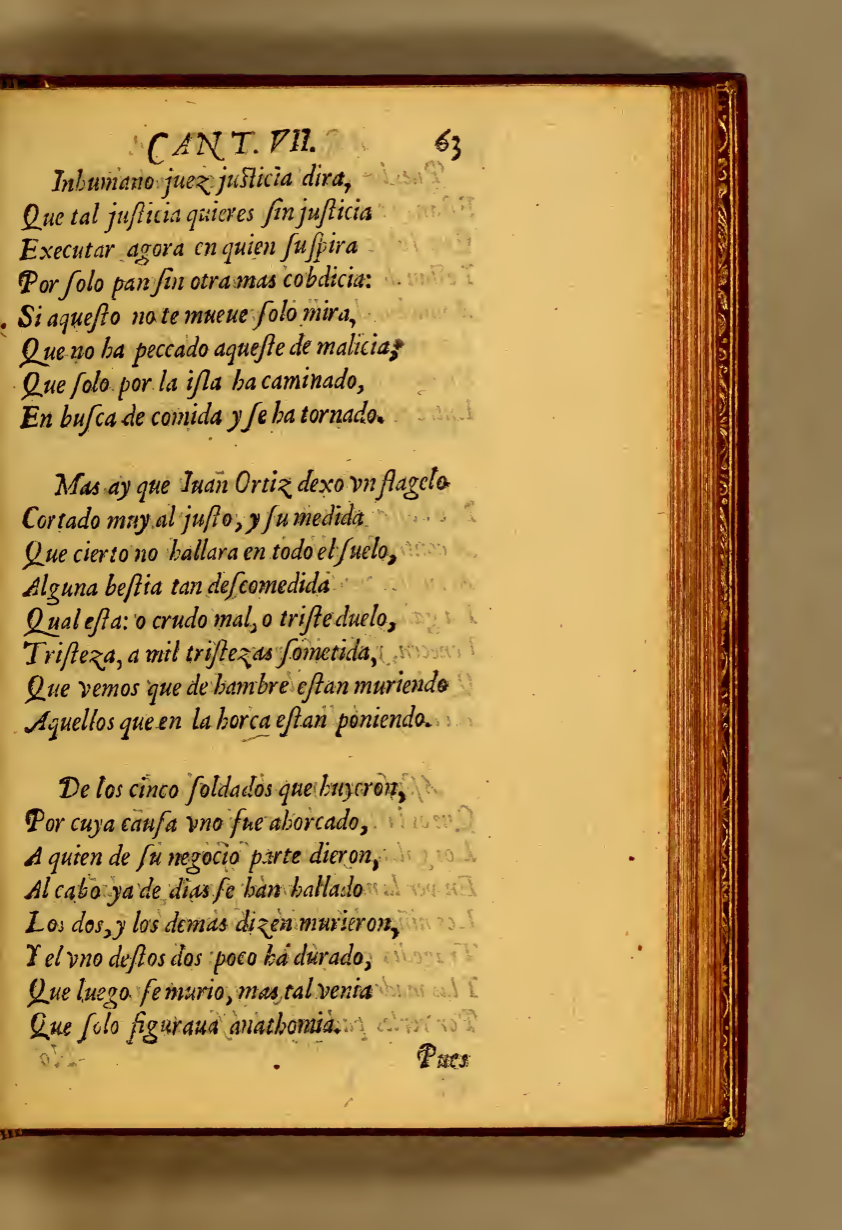 CANT. VII. 63
Inhumano juez juſticia dira,
Que tal juſticia quieres ſin juſticia
Executar agora en quien ſuſpira
Por ſolo pan ſin otra mas cobdicia:
Si aqueſto no te mueue ſolo mira,
Que no ha peccado aqueſte de malicia;
Que ſolo por la iſla ha caminado,
En buſca de comida y ſe ha tornado.
Mas ay que Iuan Ortiz dexo vn flagelo
Cortado muy al juſto, y ſu medida
Que cierto no hallara en todo el ſuelo,
Alguna beſtia tan deſcomedida
Qual eſta: o crudo mal, o triſte duelo,
Triſteza, a mil triſtezas ſometida,
Que vemos que de hambre eſtan muriendo
Aquellos que en la horca eſtan poniendo.
De los cinco ſoldados que huyeron,
Por cuya cauſa vno fue ahorcado,
A quien de ſu negocio parte dieron,
Al cabo ya de dias ſe han hallado
Los dos, y los demas dizen murieron,
Y el vno deſtos dos poco há durado,
Que luego ſe murio, mas tal venia
Que ſolo figuraua anathomia.
Pues